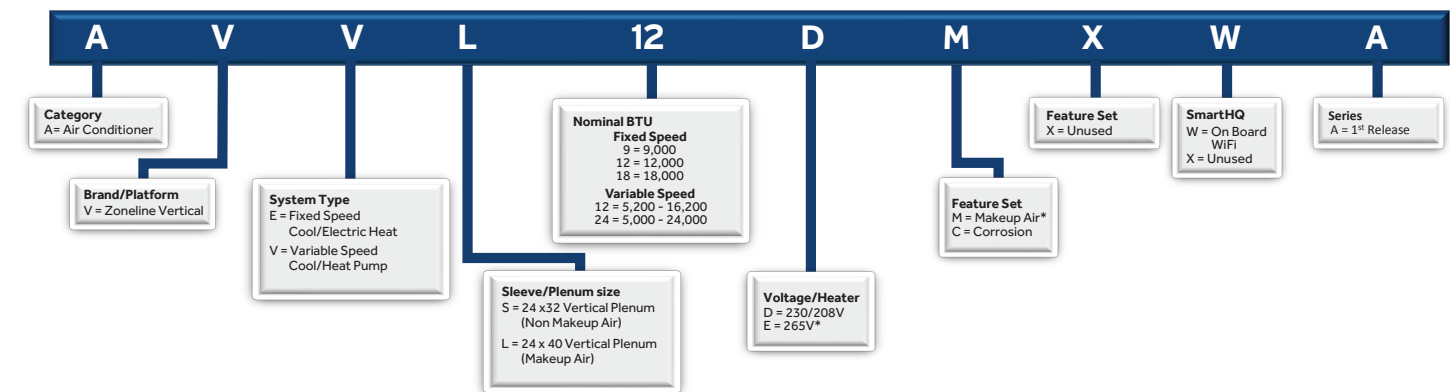 A V V L 12 D M X W A
Category
A= Air Conditioner
Brand/Platform
V = Zoneline Vertical
System Type
E = Fixed Speed
Cool/Electric Heat
V = Variable Speed
Cool/Heat Pump
Sleeve/Plenum size
S = 24 x32 Vertical Plenum
(Non Makeup Air)
L = 24 x 40 Vertical Plenum
(Makeup Air)
Nominal BTU
Fixed Speed
9 = 9,000
12 = 12,000
18 = 18,000
Variable Speed
12 = 5,200 - 16,200
24 = 5,000 - 24,000
Voltage/Heater
D = 230/208V
E = 265V*
Feature Set
M = Makeup Air*
C = Corrosion
Feature Set
X = Unused
SmartHQ
W = On Board
WiFi
X = Unused
Series
A = 1st Release